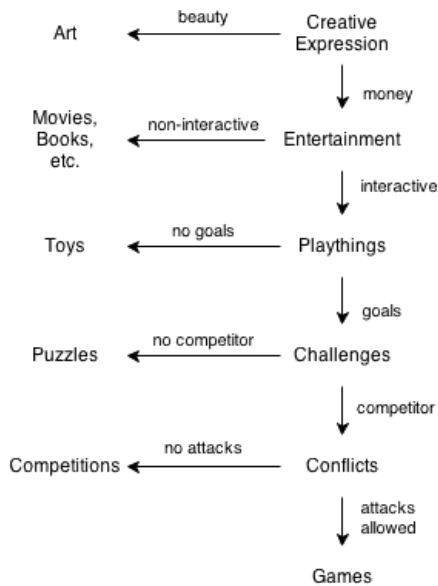 beauty
Art
Creative
Expression
money
Movies,
Books,
etc.
non-interactive
Entertainment
interactive
Toys
no goals
Playthings
goals
Puzzles
no competitor
Challenges
competitor
Competitions
no attacks
Conflicts
attacks
allowed
Games